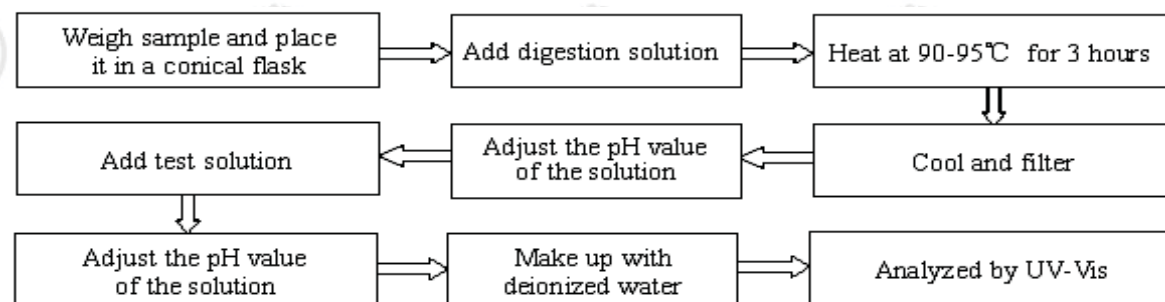 Weigh sample and place
it in a conical flask
Add digestion solution
Heat at 90-95℃ for 3 hours
Cool and filter
Adjust the pH value
of the solution
Add test solution
Adjust the pH value
of the solution
Make up with
deionized water
Analyzed by UV-Vis